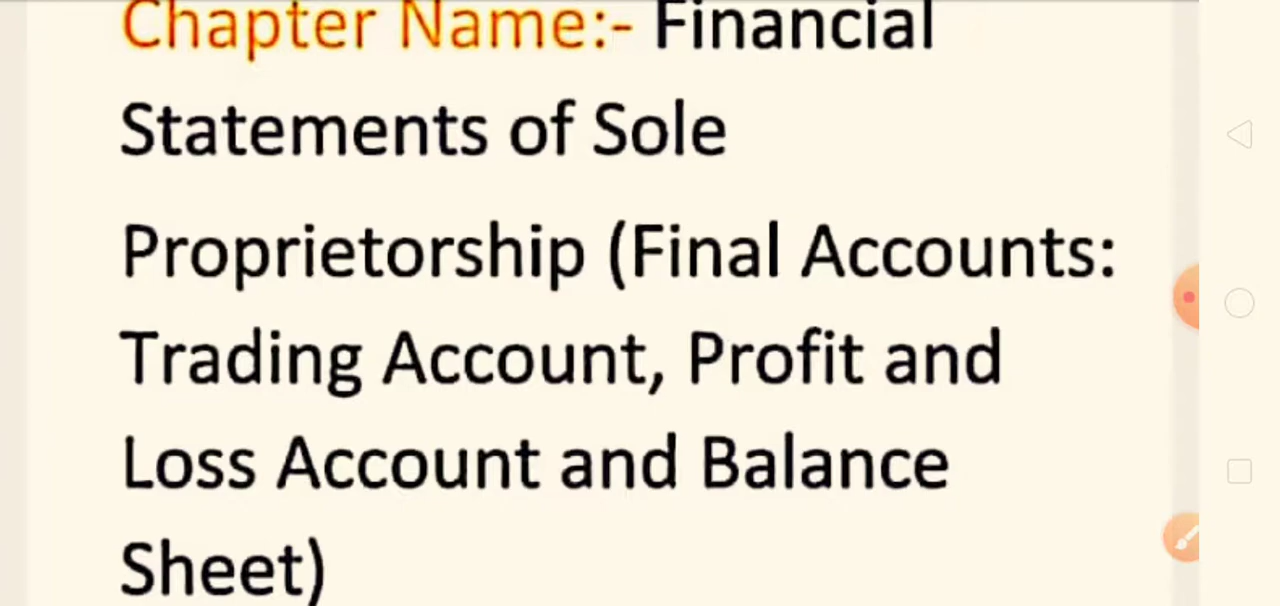 Chapter Name:- Financial
Statements of Sole
Proprietorship (Final Accounts:
Trading Account, Profit and
Loss Account and Balance
Sheet)